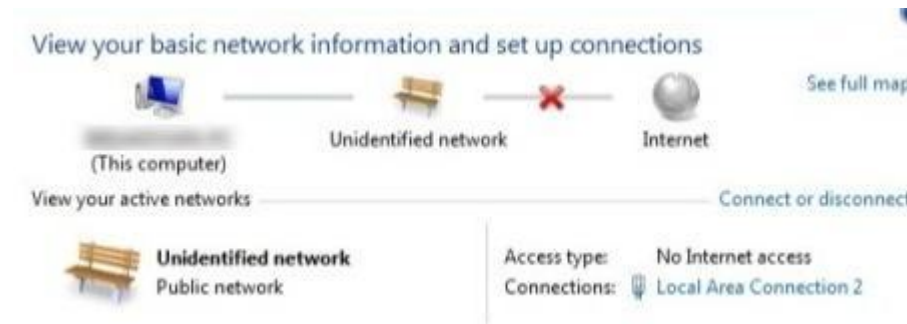 View your basic network information and set up connections
See full map
Unidentified network
Internet
(This computer)
View your active networks
Connect or disconnect
Unidentified network
Access type:
No Internet access
Public network
Connections:
Local Area Connection 2